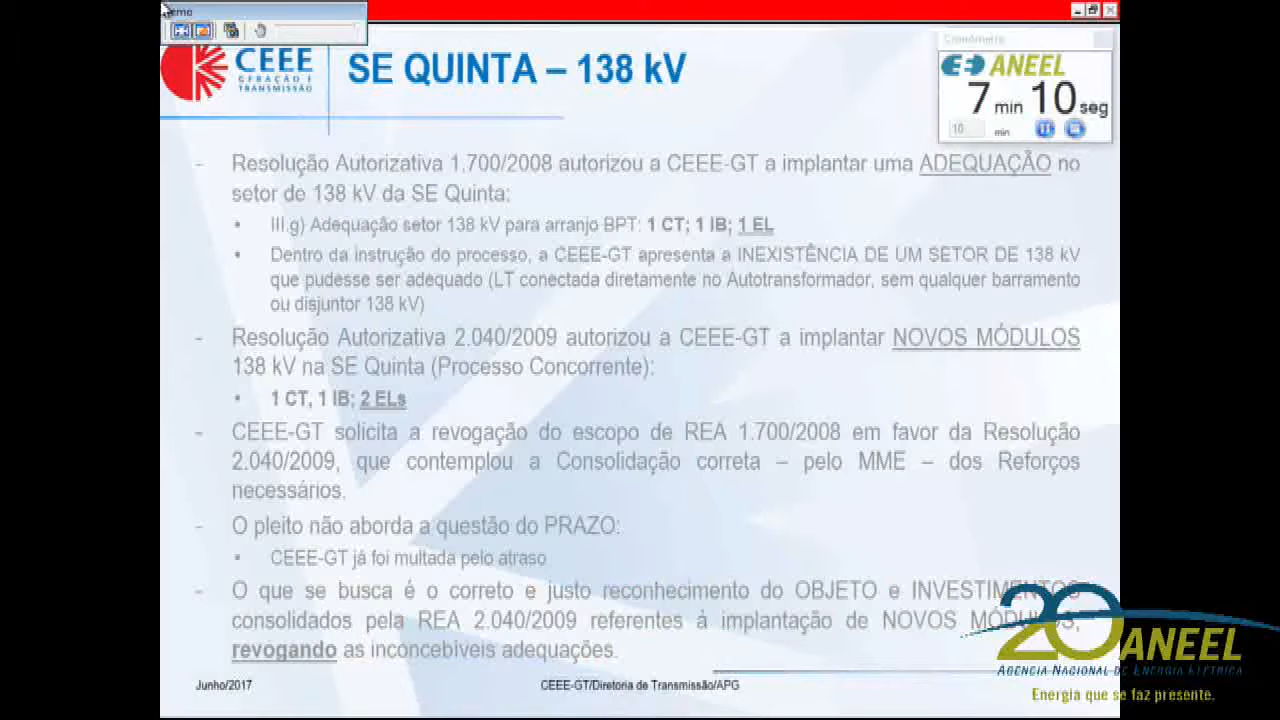 emo
CEEE
GERAÇÃO E
TRANSMISSÃO
SE QUINTA – 138 kV
Cronômetro
ANEEL
7 min 10 seg
10 min
- Resolução Autorizativa 1.700/2008 autorizou a CEEE-GT a implantar uma ADEQUAÇÃO no
setor de 138 kV da SE Quinta:
• III.g) Adequação setor 138 kV para arranjo BPT: 1 CT; 1 IB; 1 EL
• Dentro da instrução do processo, a CEEE-GT apresenta a INEXISTÊNCIA DE UM SETOR DE 138 kV
que pudesse ser adequado (LT conectada diretamente no Autotransformador, sem qualquer barramento
ou disjuntor 138 kV)
- Resolução Autorizativa 2.040/2009 autorizou a CEEE-GT a implantar NOVOS MÓDULOS
138 kV na SE Quinta (Processo Concorrente):
• 1 CT, 1 IB; 2 ELs
- CEEE-GT solicita a revogação do escopo de REA 1.700/2008 em favor da Resolução
2.040/2009, que contemplou a Consolidação correta – pelo MME – dos Reforços
necessários.
- O pleito não aborda a questão do PRAZO:
• CEEE-GT já foi multada pelo atraso
- O que se busca é o correto e justo reconhecimento do OBJETO e INVESTIMENTOS
consolidados pela REA 2.040/2009 referentes á implantação de NOVOS MÓDULOS,
revogando as inconcebíveis adequações.
Junho/2017
CEEE-GT/Diretoria de Transmissão/APG
20 ANEEL
AGENCIA NACIONAL DE ENERGIA ELÉTRICA
Energia que se faz presente.